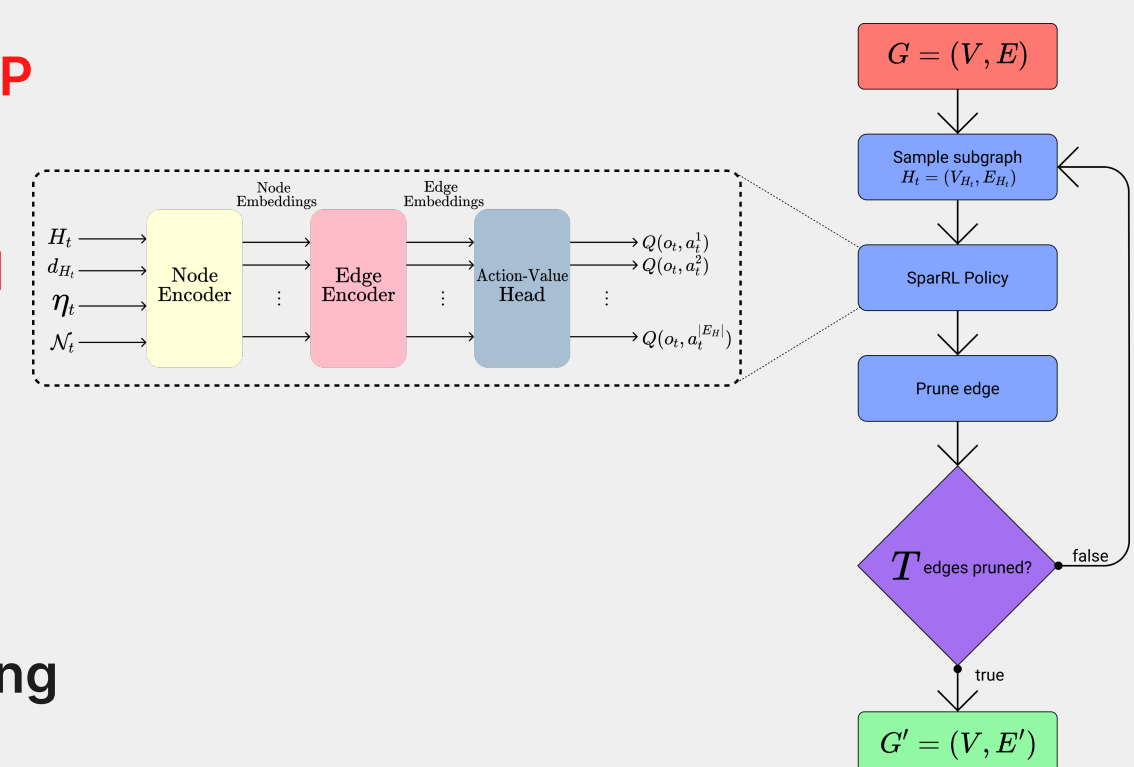 P
ng
Node
Embeddings
Edge
Embeddings
H_t
d_{H_t}
η_t
𝒩_t
Node
Encoder
Edge
Encoder
Action-Value
Head
⋮
⋮
⋮
Q(o_t, a_t^1)
Q(o_t, a_t^2)
Q(o_t, a_t^{|E_H|})
G = (V, E)
Sample subgraph
H_t = (V_{H_t}, E_{H_t})
SparRL Policy
Prune edge
T edges pruned?
false
true
G′ = (V, E′)